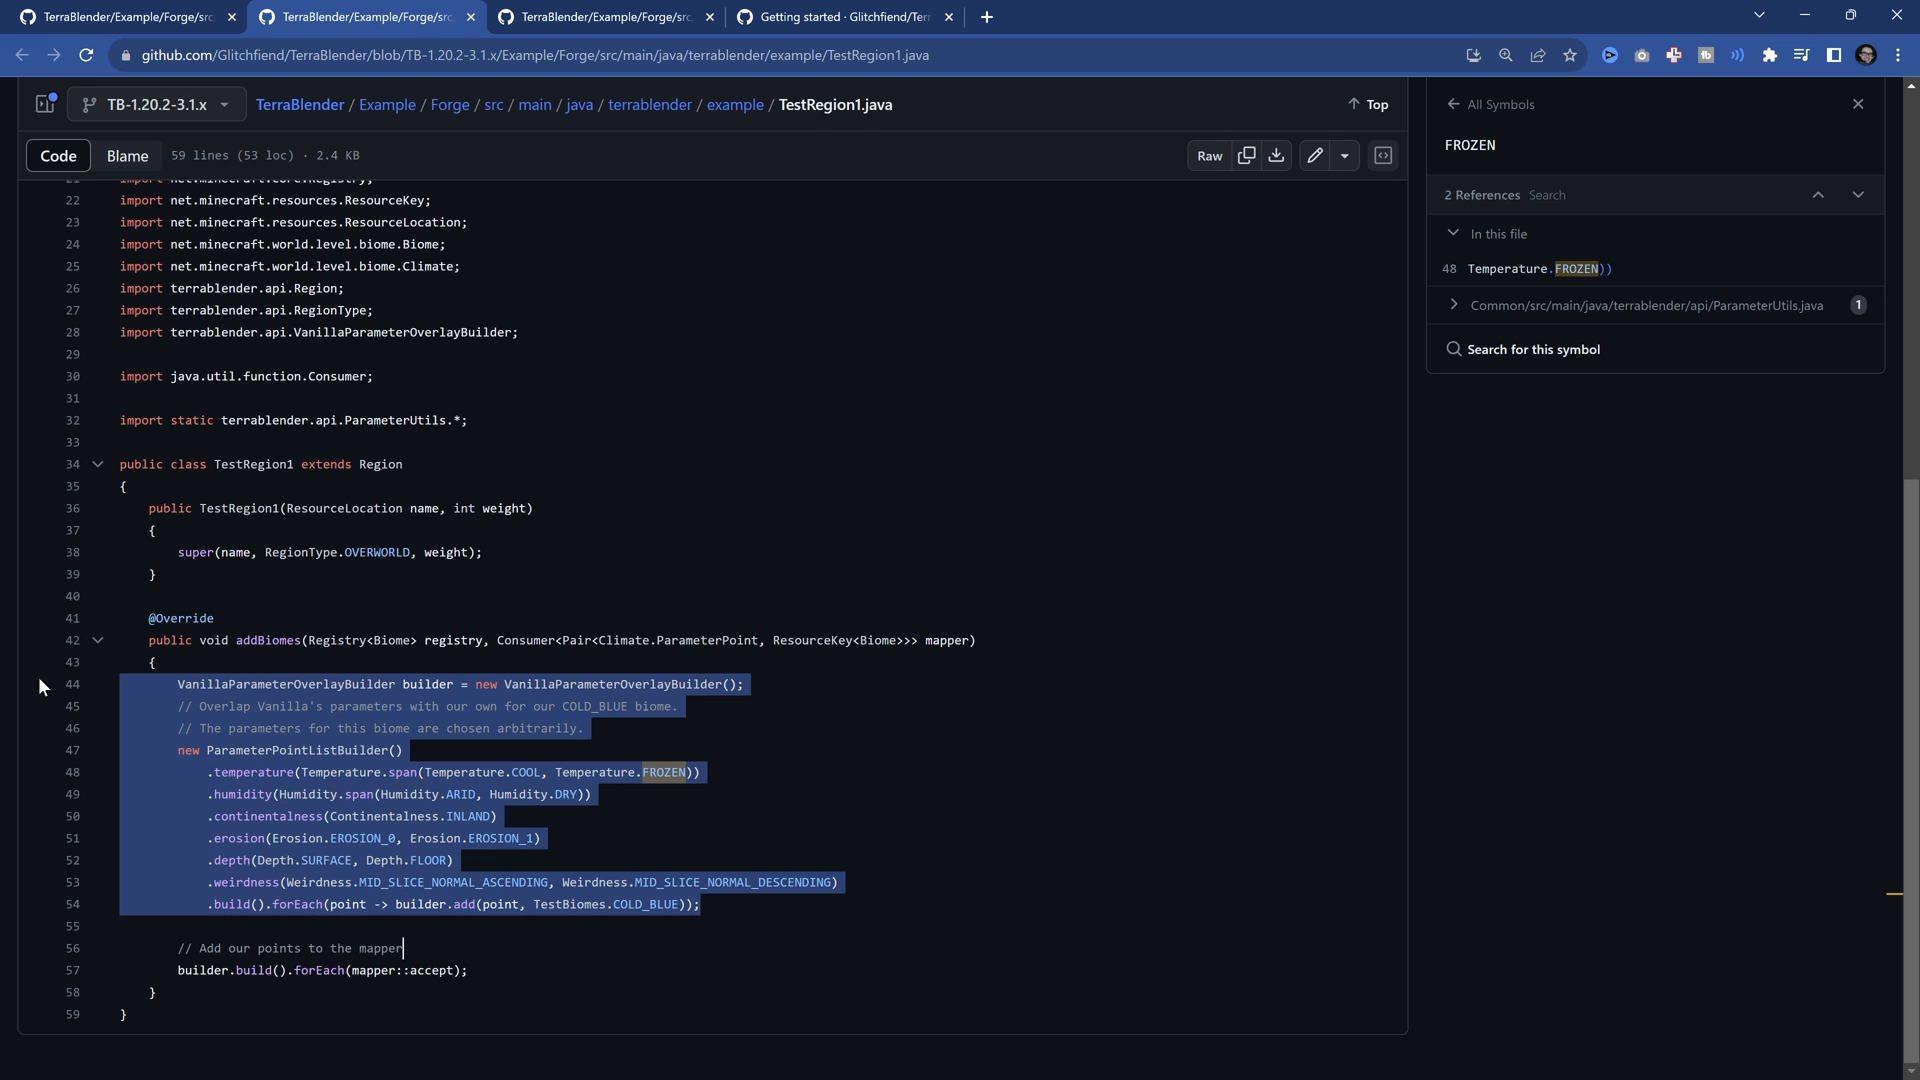 TerraBlender/Example/Forge/src
TerraBlender/Example/Forge/src
TerraBlender/Example/Forge/src
Getting started · Glitchfiend/Terr
github.com/Glitchfiend/TerraBlender/blob/TB-1.20.2-3.1.x/Example/Forge/src/main/java/terrablender/example/TestRegion1.java
TB-1.20.2-3.1.x
TerraBlender / Example / Forge / src / main / java / terrablender / example / TestRegion1.java
Top
Code
Blame
59 lines (53 loc) · 2.4 KB
Raw
21 import net.minecraft.core.Registry;
22 import net.minecraft.resources.ResourceKey;
23 import net.minecraft.resources.ResourceLocation;
24 import net.minecraft.world.level.biome.Biome;
25 import net.minecraft.world.level.biome.Climate;
26 import terrablender.api.Region;
27 import terrablender.api.RegionType;
28 import terrablender.api.VanillaParameterOverlayBuilder;
29
30 import java.util.function.Consumer;
31
32 import static terrablender.api.ParameterUtils.*;
33
34 public class TestRegion1 extends Region
35 {
36 public TestRegion1(ResourceLocation name, int weight)
37 {
38 super(name, RegionType.OVERWORLD, weight);
39 }
40
41 @Override
42 public void addBiomes(Registry<Biome> registry, Consumer<Pair<Climate.ParameterPoint, ResourceKey<Biome>>> mapper)
43 {
44 VanillaParameterOverlayBuilder builder = new VanillaParameterOverlayBuilder();
45 // Overlap Vanilla's parameters with our own for our COLD_BLUE biome.
46 // The parameters for this biome are chosen arbitrarily.
47 new ParameterPointListBuilder()
48 .temperature(Temperature.span(Temperature.COOL, Temperature.FROZEN))
49 .humidity(Humidity.span(Humidity.ARID, Humidity.DRY))
50 .continentalness(Continentalness.INLAND)
51 .erosion(Erosion.EROSION_0, Erosion.EROSION_1)
52 .depth(Depth.SURFACE, Depth.FLOOR)
53 .weirdness(Weirdness.MID_SLICE_NORMAL_ASCENDING, Weirdness.MID_SLICE_NORMAL_DESCENDING)
54 .build().forEach(point -> builder.add(point, TestBiomes.COLD_BLUE));
55
56 // Add our points to the mapper
57 builder.build().forEach(mapper::accept);
58 }
59 }
All Symbols
FROZEN
2 References Search
In this file
48 Temperature.FROZEN))
Common/src/main/java/terrablender/api/ParameterUtils.java 1
Search for this symbol